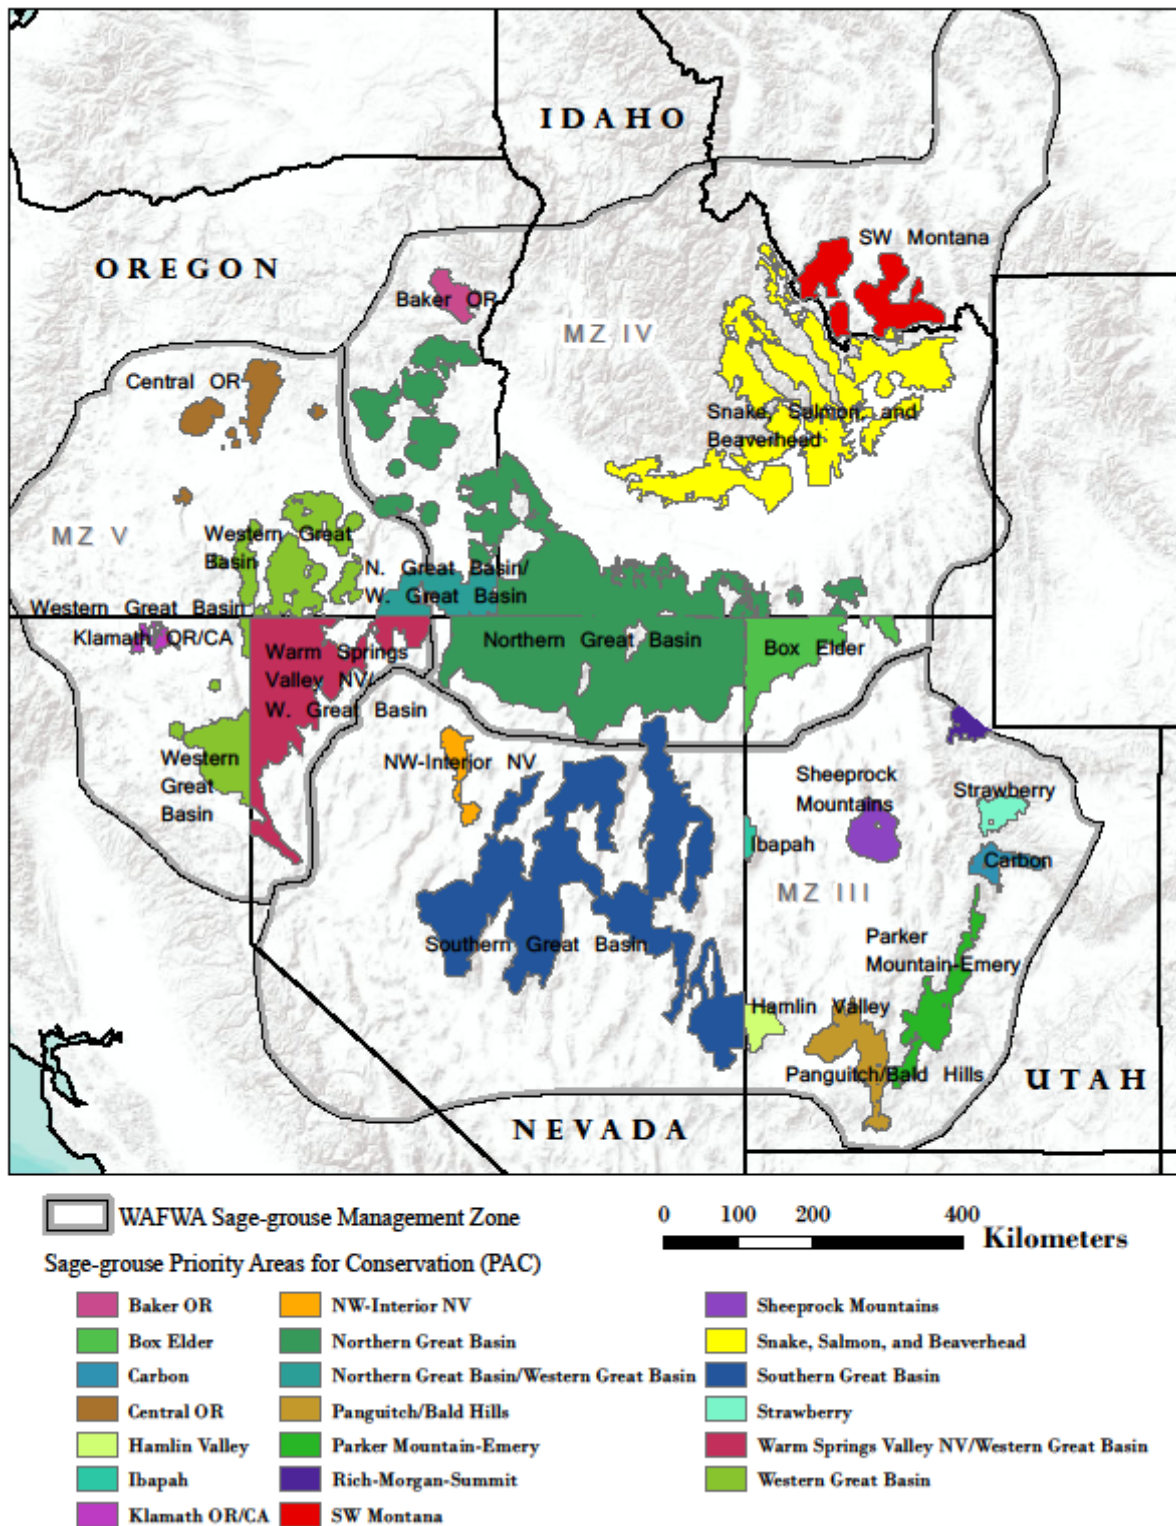 IDAHO
SW Montana
OREGON
Baker OR
MZ IV
Central OR
Snake, Salmon, and
Beaverhead
MZ V
Western Great
Basin
N. Great Basin/
W. Great Basin
Western Great Basin
Klamath OR/CA
Warm Springs
Valley NV/
W. Great Basin
Northern Great Basin
Box Elder
Western
Great
Basin
NW-Interior NV
Sheeprock
Mountains
Strawberry
Ibapah
Carbon
MZ III
Southern Great Basin
Parker
Mountain-Emery
Hamlin Valley
Panguitch/Bald Hills
UTAH
NEVADA
WAFWA Sage-grouse Management Zone
0 100 200 400
Kilometers
Sage-grouse Priority Areas for Conservation (PAC)
Baker OR
Box Elder
Carbon
Central OR
Hamlin Valley
Ibapah
Klamath OR/CA
NW-Interior NV
Northern Great Basin
Northern Great Basin/Western Great Basin
Panguitch/Bald Hills
Parker Mountain-Emery
Rich-Morgan-Summit
SW Montana
Sheeprock Mountains
Snake, Salmon, and Beaverhead
Southern Great Basin
Strawberry
Warm Springs Valley NV/Western Great Basin
Western Great Basin